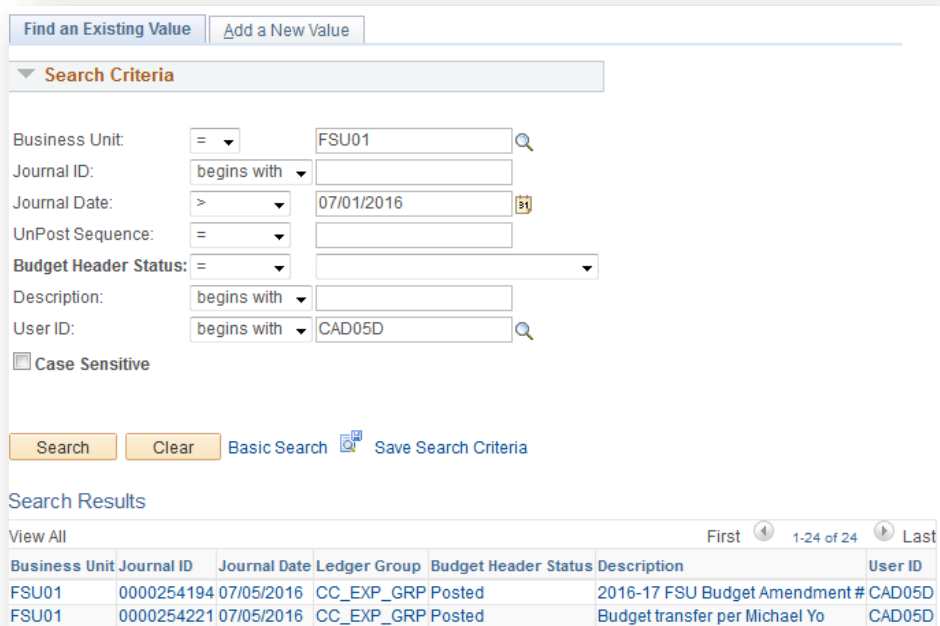 Find an Existing Value Add a New Value
Search Criteria
Business Unit: = FSU01
Journal ID: begins with
Journal Date: > 07/01/2016 31
UnPost Sequence: =
Budget Header Status: =
Description: begins with
User ID: begins with CAD05D
Case Sensitive
Search Clear Basic Search Save Search Criteria
Search Results
View All First 1-24 of 24 Last
Business Unit Journal ID Journal Date Ledger Group Budget Header Status Description User ID
FSU01 0000254194 07/05/2016 CC_EXP_GRP Posted 2016-17 FSU Budget Amendment # CAD05D
FSU01 0000254221 07/05/2016 CC_EXP_GRP Posted Budget transfer per Michael Yo CAD05D